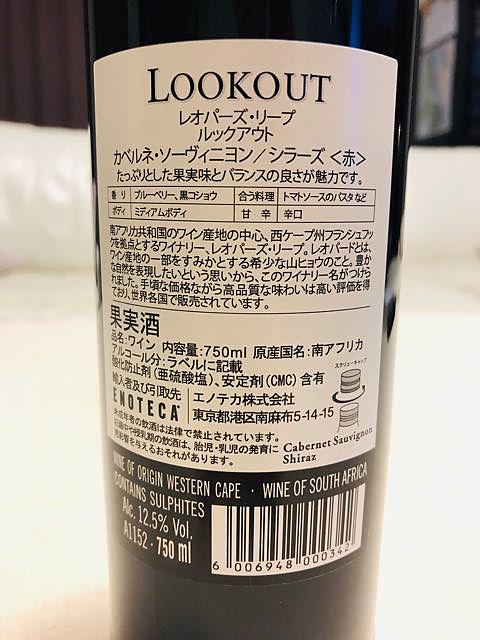 LOOKOUT
レオパーズ・リープ
ルックアウト
カベルネ・ソーヴィニヨン／シラーズ <赤>
たっぷりとした果実味とバランスの良さが魅力です。
香り ブルーベリー、黒コショウ 合う料理 トマトソースのパスタなど
ボディ ミディアムボディ 甘 辛 辛口
南アフリカ共和国のワイン産地の中心、西ケープ州フランシュフック
を拠点とするワイナリー、レオパーズ・リープ。レオパードとは、
ワイン産地の一部をすみかとする希少な山ヒョウのこと。豊か
な自然を表現したいという思いから、このワイナリー名がつけら
れました。手頃な価格ながら高品質な味わいは高い評価を得
ており、世界各国で販売されています。
果実酒
品名:ワイン 内容量:750ml 原産国名:南アフリカ
アルコール分:ラベルに記載
酸化防止剤（亜硫酸塩）、安定剤（CMC）含有
スクリューキャップ
輸入者及び引取先 エノテカ株式会社
ENOTECA 東京都港区南麻布5-14-15
未成年者の飲酒は法律で禁止されています。
妊娠中や授乳期の飲酒は、胎児・乳児の発育に
悪影響を与えるおそれがあります。
Cabernet Sauvignon
Shiraz
WINE OF ORIGIN WESTERN CAPE · WINE OF SOUTH AFRICA
CONTAINS SULPHITES
Alc. 12.5% Vol.
A1152 · 750 ml
6 006948 000342